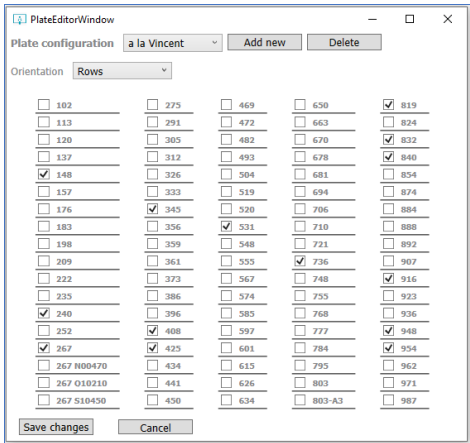 PlateEditorWindow
Plate configuration a la Vincent Add new Delete
Orientation Rows
102 275 469 650 819
113 291 472 663 824
120 305 482 670 832
137 312 493 678 840
148 326 504 681 854
157 333 519 694 874
176 345 520 706 884
183 356 531 710 888
198 359 548 721 892
209 361 555 736 907
222 373 567 748 916
235 386 574 755 923
240 396 585 768 936
252 408 597 777 948
267 425 601 784 954
267 N00470 434 615 795 962
267 O10210 441 626 803 971
267 S10450 450 634 803-A3 987
Save changes Cancel